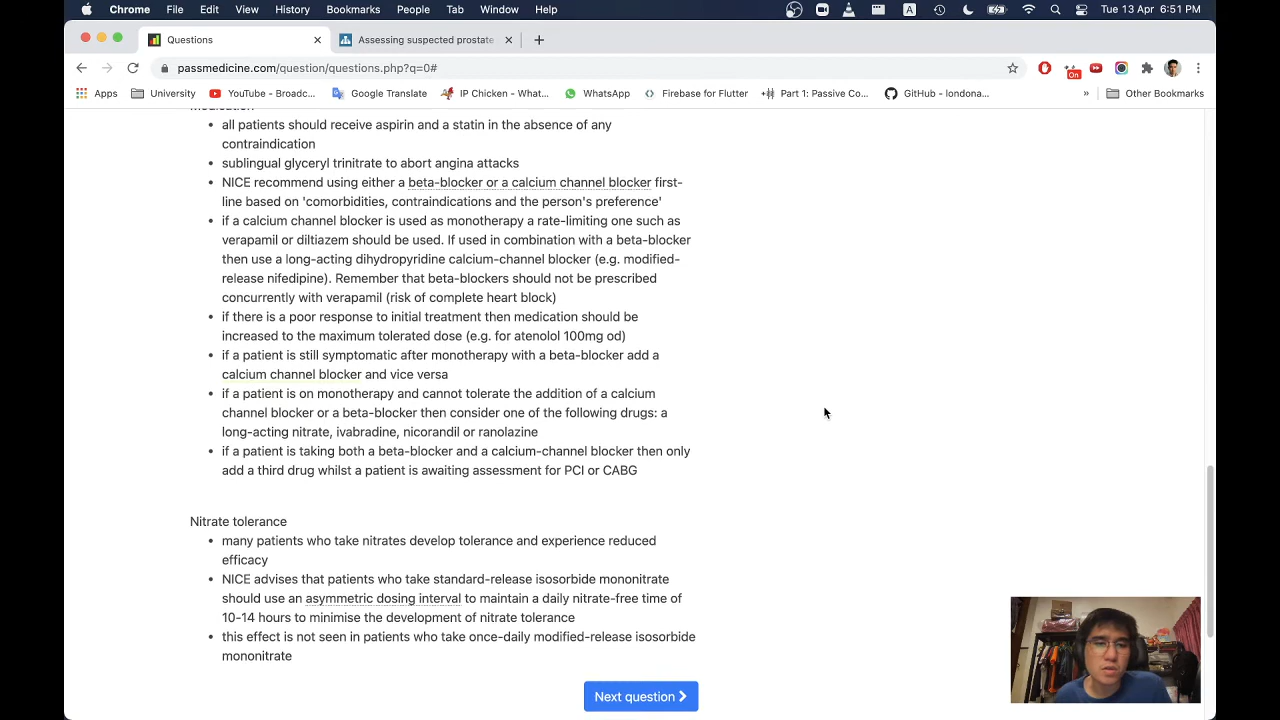 Chrome File Edit View History Bookmarks People Tab Window Help A Tue 13 Apr 6:51 PM
Questions Assessing suspected prostate
passmedicine.com/question/questions.php?q=0# On
Apps University YouTube - Broadc... Google Translate IP Chicken - What... WhatsApp Firebase for Flutter Part 1: Passive Co... GitHub - londona... » Other Bookmarks
Medication
• all patients should receive aspirin and a statin in the absence of any
contraindication
• sublingual glyceryl trinitrate to abort angina attacks
• NICE recommend using either a beta-blocker or a calcium channel blocker first-
line based on 'comorbidities, contraindications and the person's preference'
• if a calcium channel blocker is used as monotherapy a rate-limiting one such as
verapamil or diltiazem should be used. If used in combination with a beta-blocker
then use a long-acting dihydropyridine calcium-channel blocker (e.g. modified-
release nifedipine). Remember that beta-blockers should not be prescribed
concurrently with verapamil (risk of complete heart block)
• if there is a poor response to initial treatment then medication should be
increased to the maximum tolerated dose (e.g. for atenolol 100mg od)
• if a patient is still symptomatic after monotherapy with a beta-blocker add a
calcium channel blocker and vice versa
• if a patient is on monotherapy and cannot tolerate the addition of a calcium
channel blocker or a beta-blocker then consider one of the following drugs: a
long-acting nitrate, ivabradine, nicorandil or ranolazine
• if a patient is taking both a beta-blocker and a calcium-channel blocker then only
add a third drug whilst a patient is awaiting assessment for PCI or CABG
Nitrate tolerance
• many patients who take nitrates develop tolerance and experience reduced
efficacy
• NICE advises that patients who take standard-release isosorbide mononitrate
should use an asymmetric dosing interval to maintain a daily nitrate-free time of
10-14 hours to minimise the development of nitrate tolerance
• this effect is not seen in patients who take once-daily modified-release isosorbide
mononitrate
Next question